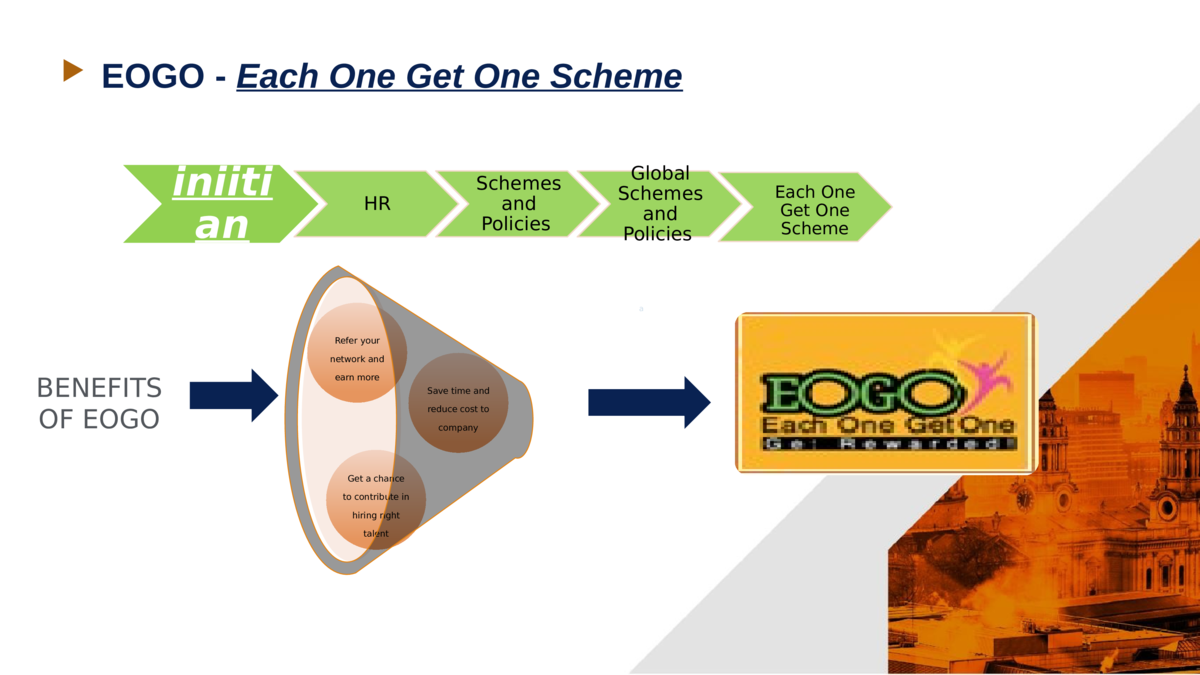 EOGO - Each One Get One Scheme
iniiti
an
HR
Schemes
and
Policies
Global
Schemes
and
Policies
Each One
Get One
Scheme
BENEFITS
OF EOGO
Refer your
network and
earn more
Save time and
reduce cost to
company
Get a chance
to contribute in
hiring right
talent
EOGO
Each One Get One
Get Rewarded!